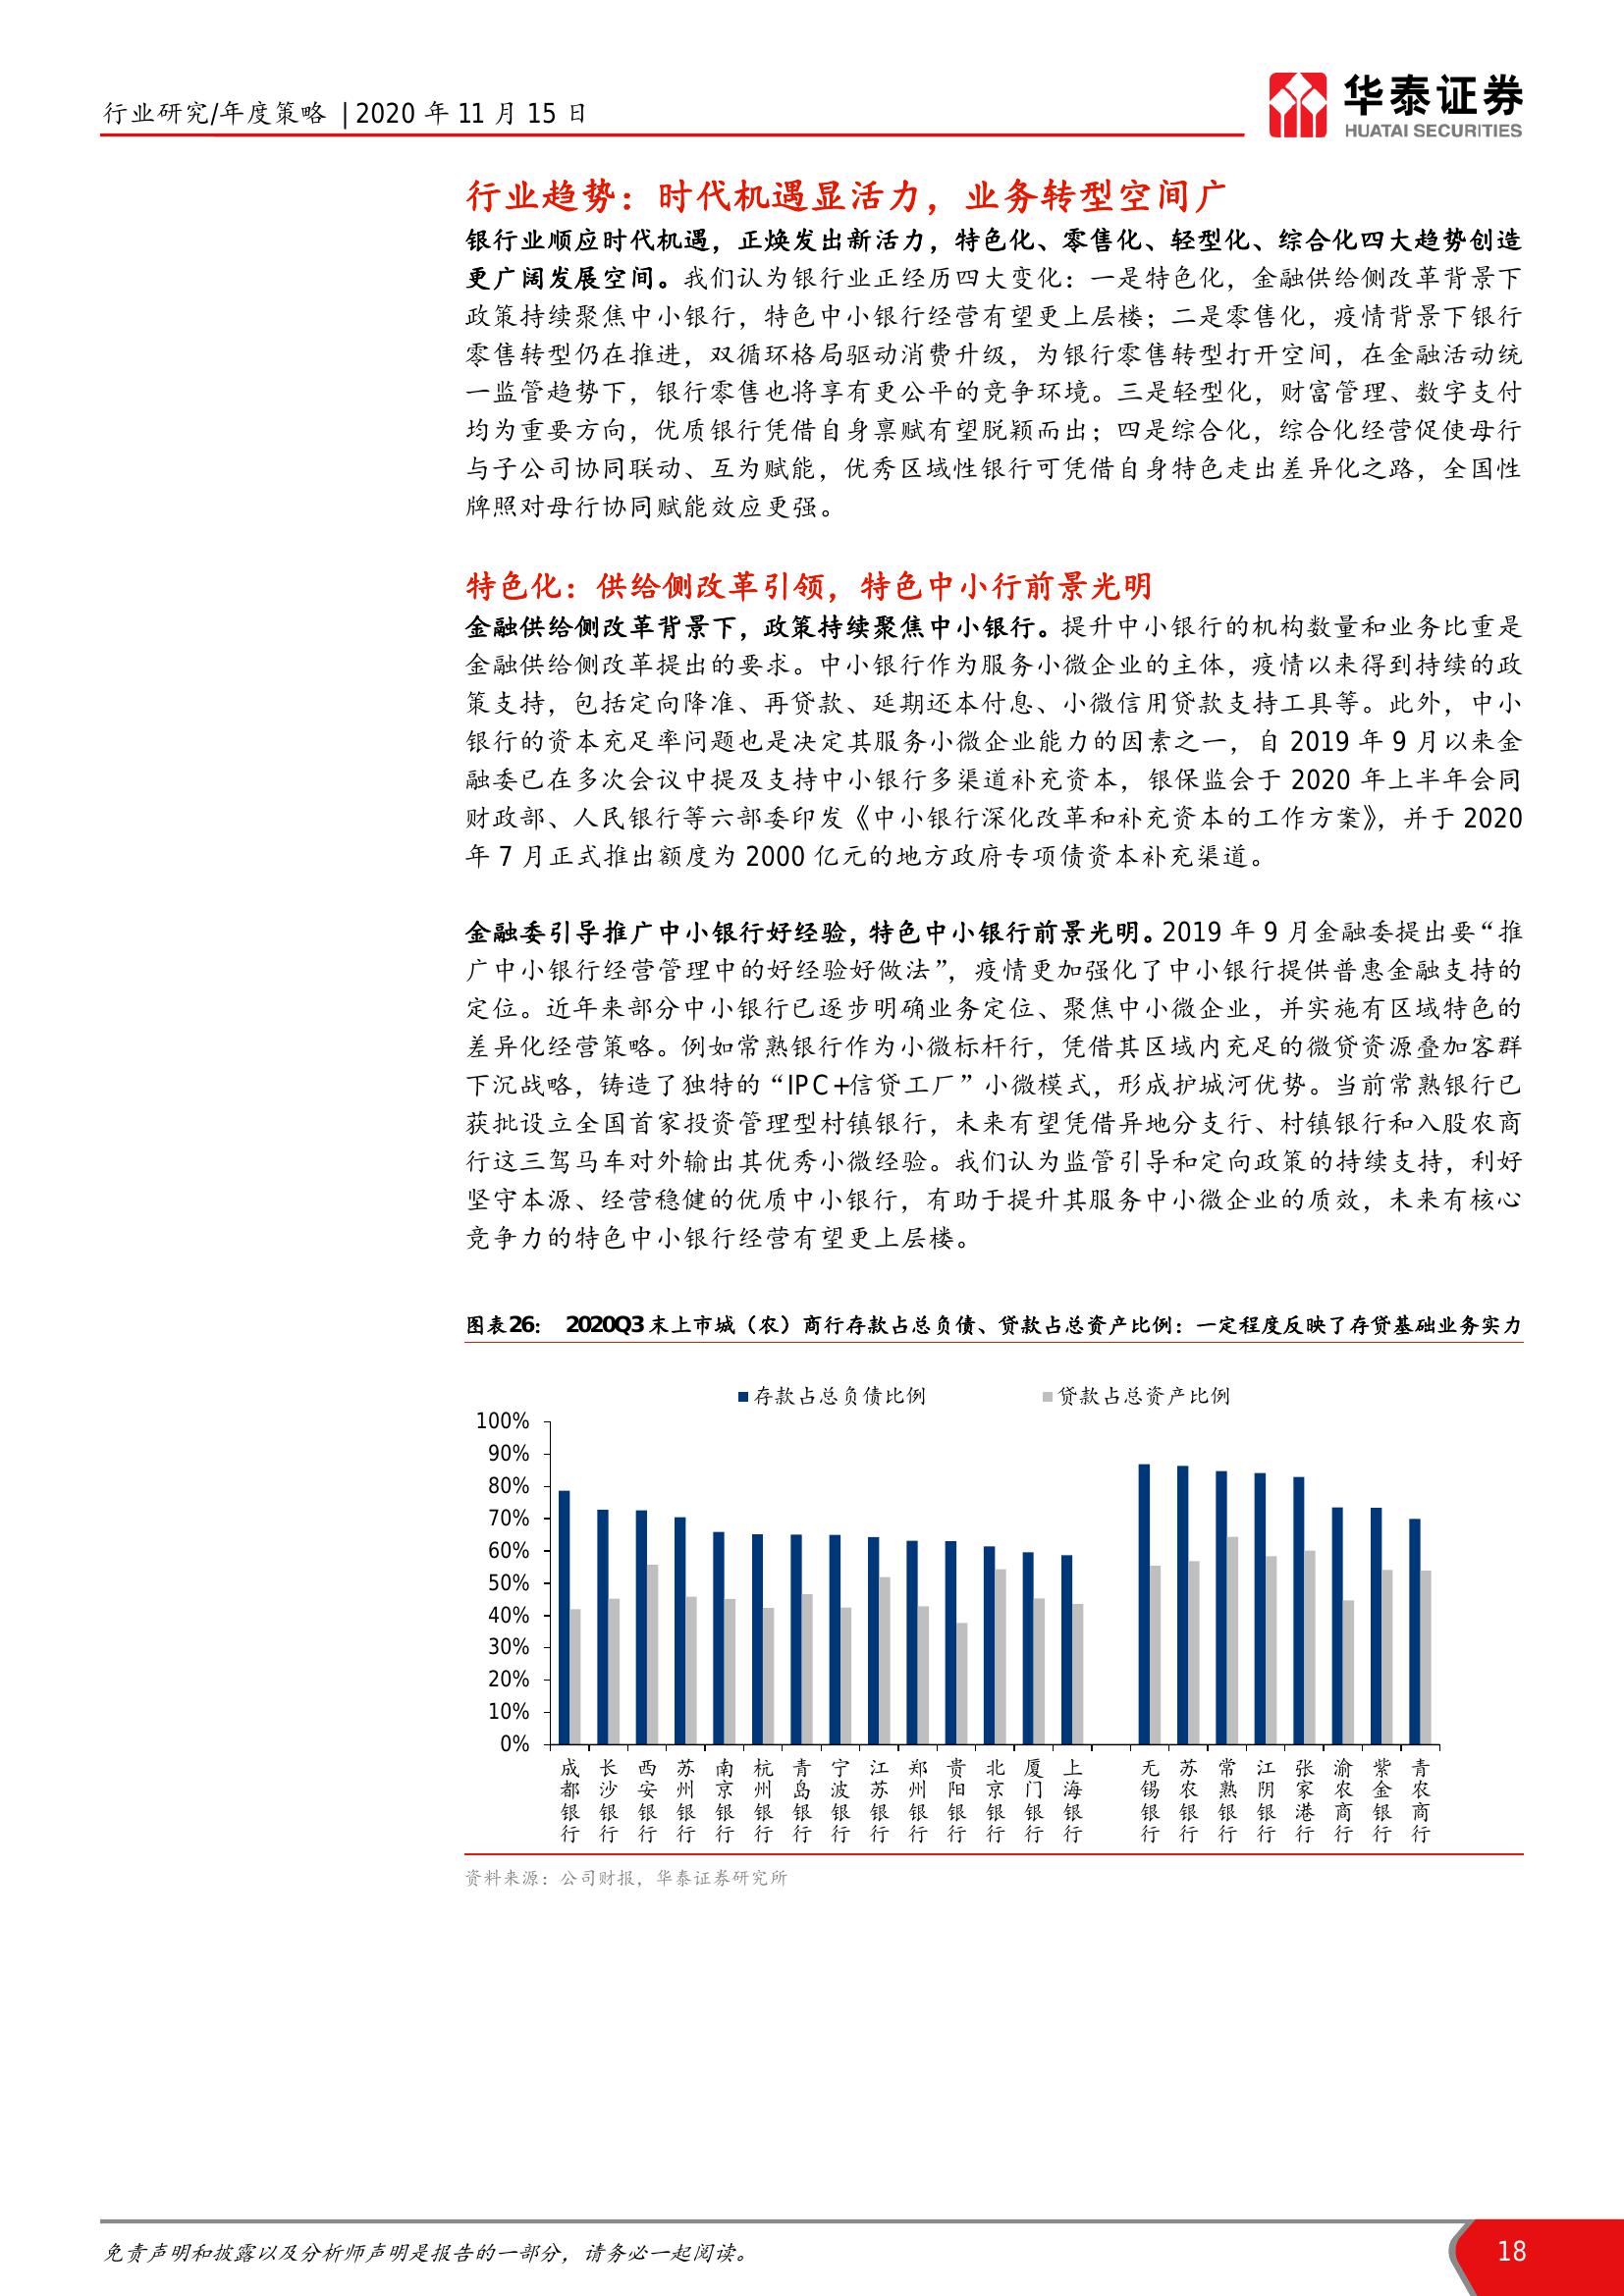 行业研究/年度策略 | 2020 年 11 月 15 日
华泰证券
HUATAI SECURITIES
行业趋势：时代机遇显活力，业务转型空间广
银行业顺应时代机遇，正焕发出新活力，特色化、零售化、轻型化、综合化四大趋势创造
更广阔发展空间。我们认为银行业正经历四大变化：一是特色化，金融供给侧改革背景下
政策持续聚焦中小银行，特色中小银行经营有望更上层楼；二是零售化，疫情背景下银行
零售转型仍在推进，双循环格局驱动消费升级，为银行零售转型打开空间，在金融活动统
一监管趋势下，银行零售也将享有更公平的竞争环境。三是轻型化，财富管理、数字支付
均为重要方向，优质银行凭借自身禀赋有望脱颖而出；四是综合化，综合化经营促使母行
与子公司协同联动、互为赋能，优秀区域性银行可凭借自身特色走出差异化之路，全国性
牌照对母行协同赋能效应更强。
特色化：供给侧改革引领，特色中小行前景光明
金融供给侧改革背景下，政策持续聚焦中小银行。提升中小银行的机构数量和业务比重是
金融供给侧改革提出的要求。中小银行作为服务小微企业的主体，疫情以来得到持续的政
策支持，包括定向降准、再贷款、延期还本付息、小微信用贷款支持工具等。此外，中小
银行的资本充足率问题也是决定其服务小微企业能力的因素之一，自 2019 年 9 月以来金
融委已在多次会议中提及支持中小银行多渠道补充资本，银保监会于 2020 年上半年会同
财政部、人民银行等六部委印发《中小银行深化改革和补充资本的工作方案》，并于 2020
年 7 月正式推出额度为 2000 亿元的地方政府专项债资本补充渠道。
金融委引导推广中小银行好经验，特色中小银行前景光明。2019 年 9 月金融委提出要“推
广中小银行经营管理中的好经验好做法”，疫情更加强化了中小银行提供普惠金融支持的
定位。近年来部分中小银行已逐步明确业务定位、聚焦中小微企业，并实施有区域特色的
差异化经营策略。例如常熟银行作为小微标杆行，凭借其区域内充足的微贷资源叠加客群
下沉战略，铸造了独特的“IPC+信贷工厂”小微模式，形成护城河优势。当前常熟银行已
获批设立全国首家投资管理型村镇银行，未来有望凭借异地分支行、村镇银行和入股农商
行这三驾马车对外输出其优秀小微经验。我们认为监管引导和定向政策的持续支持，利好
坚守本源、经营稳健的优质中小银行，有助于提升其服务中小微企业的质效，未来有核心
竞争力的特色中小银行经营有望更上层楼。
图表26： 2020Q3 末上市城（农）商行存款占总负债、贷款占总资产比例：一定程度反映了存贷基础业务实力
存款占总负债比例 贷款占总资产比例
100%
90%
80%
70%
60%
50%
40%
30%
20%
10%
0%
成都银行
长沙银行
西安银行
苏州银行
南京银行
杭州银行
青岛银行
宁波银行
江苏银行
郑州银行
贵阳银行
北京银行
厦门银行
上海银行
无锡银行
苏农银行
常熟银行
江阴银行
张家港行
渝农商行
紫金银行
青农商行
资料来源：公司财报，华泰证券研究所
免责声明和披露以及分析师声明是报告的一部分，请务必一起阅读。
18